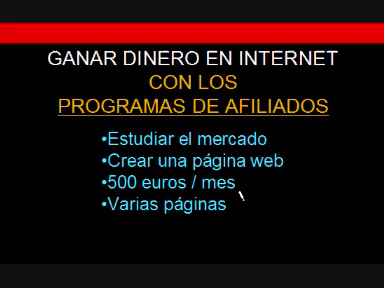 GANAR DINERO EN INTERNET
CON LOS
PROGRAMAS DE AFILIADOS
•Estudiar el mercado
•Crear una página web
•500 euros / mes
•Varias páginas